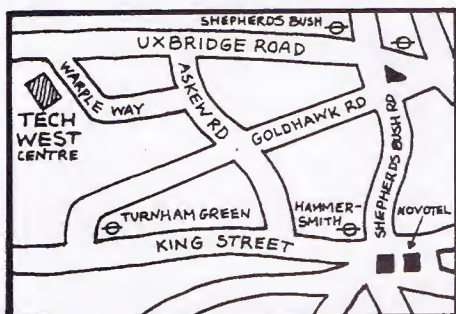 SHEPHERDS BUSH
UXBRIDGE ROAD
WARPLE WAY
ASKEW RD
GOLDHAWK RD
SHEPHERDS BUSH RD
TECH
WEST
CENTRE
TURNHAM GREEN
HAMMER-
SMITH
NOVOTEL
KING STREET